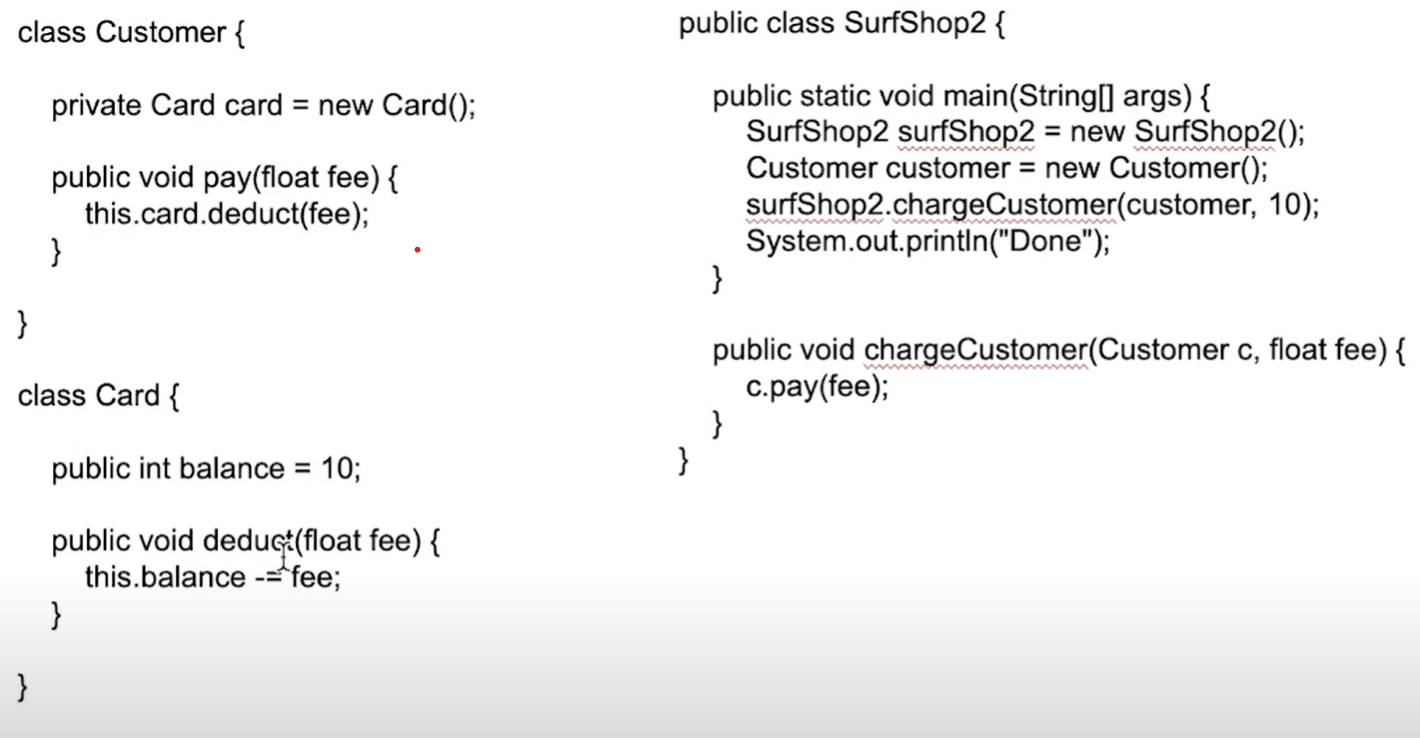 class Customer {
private Card card = new Card();
public void pay(float fee) {
this.card.deduct(fee);
}
}
class Card {
public int balance = 10;
public void deduct(float fee) {
this.balance -= fee;
}
}
public class SurfShop2 {
public static void main(String[] args) {
SurfShop2 surfShop2 = new SurfShop2();
Customer customer = new Customer();
surfShop2.chargeCustomer(customer, 10);
System.out.println("Done");
}
public void chargeCustomer(Customer c, float fee) {
c.pay(fee);
}
}